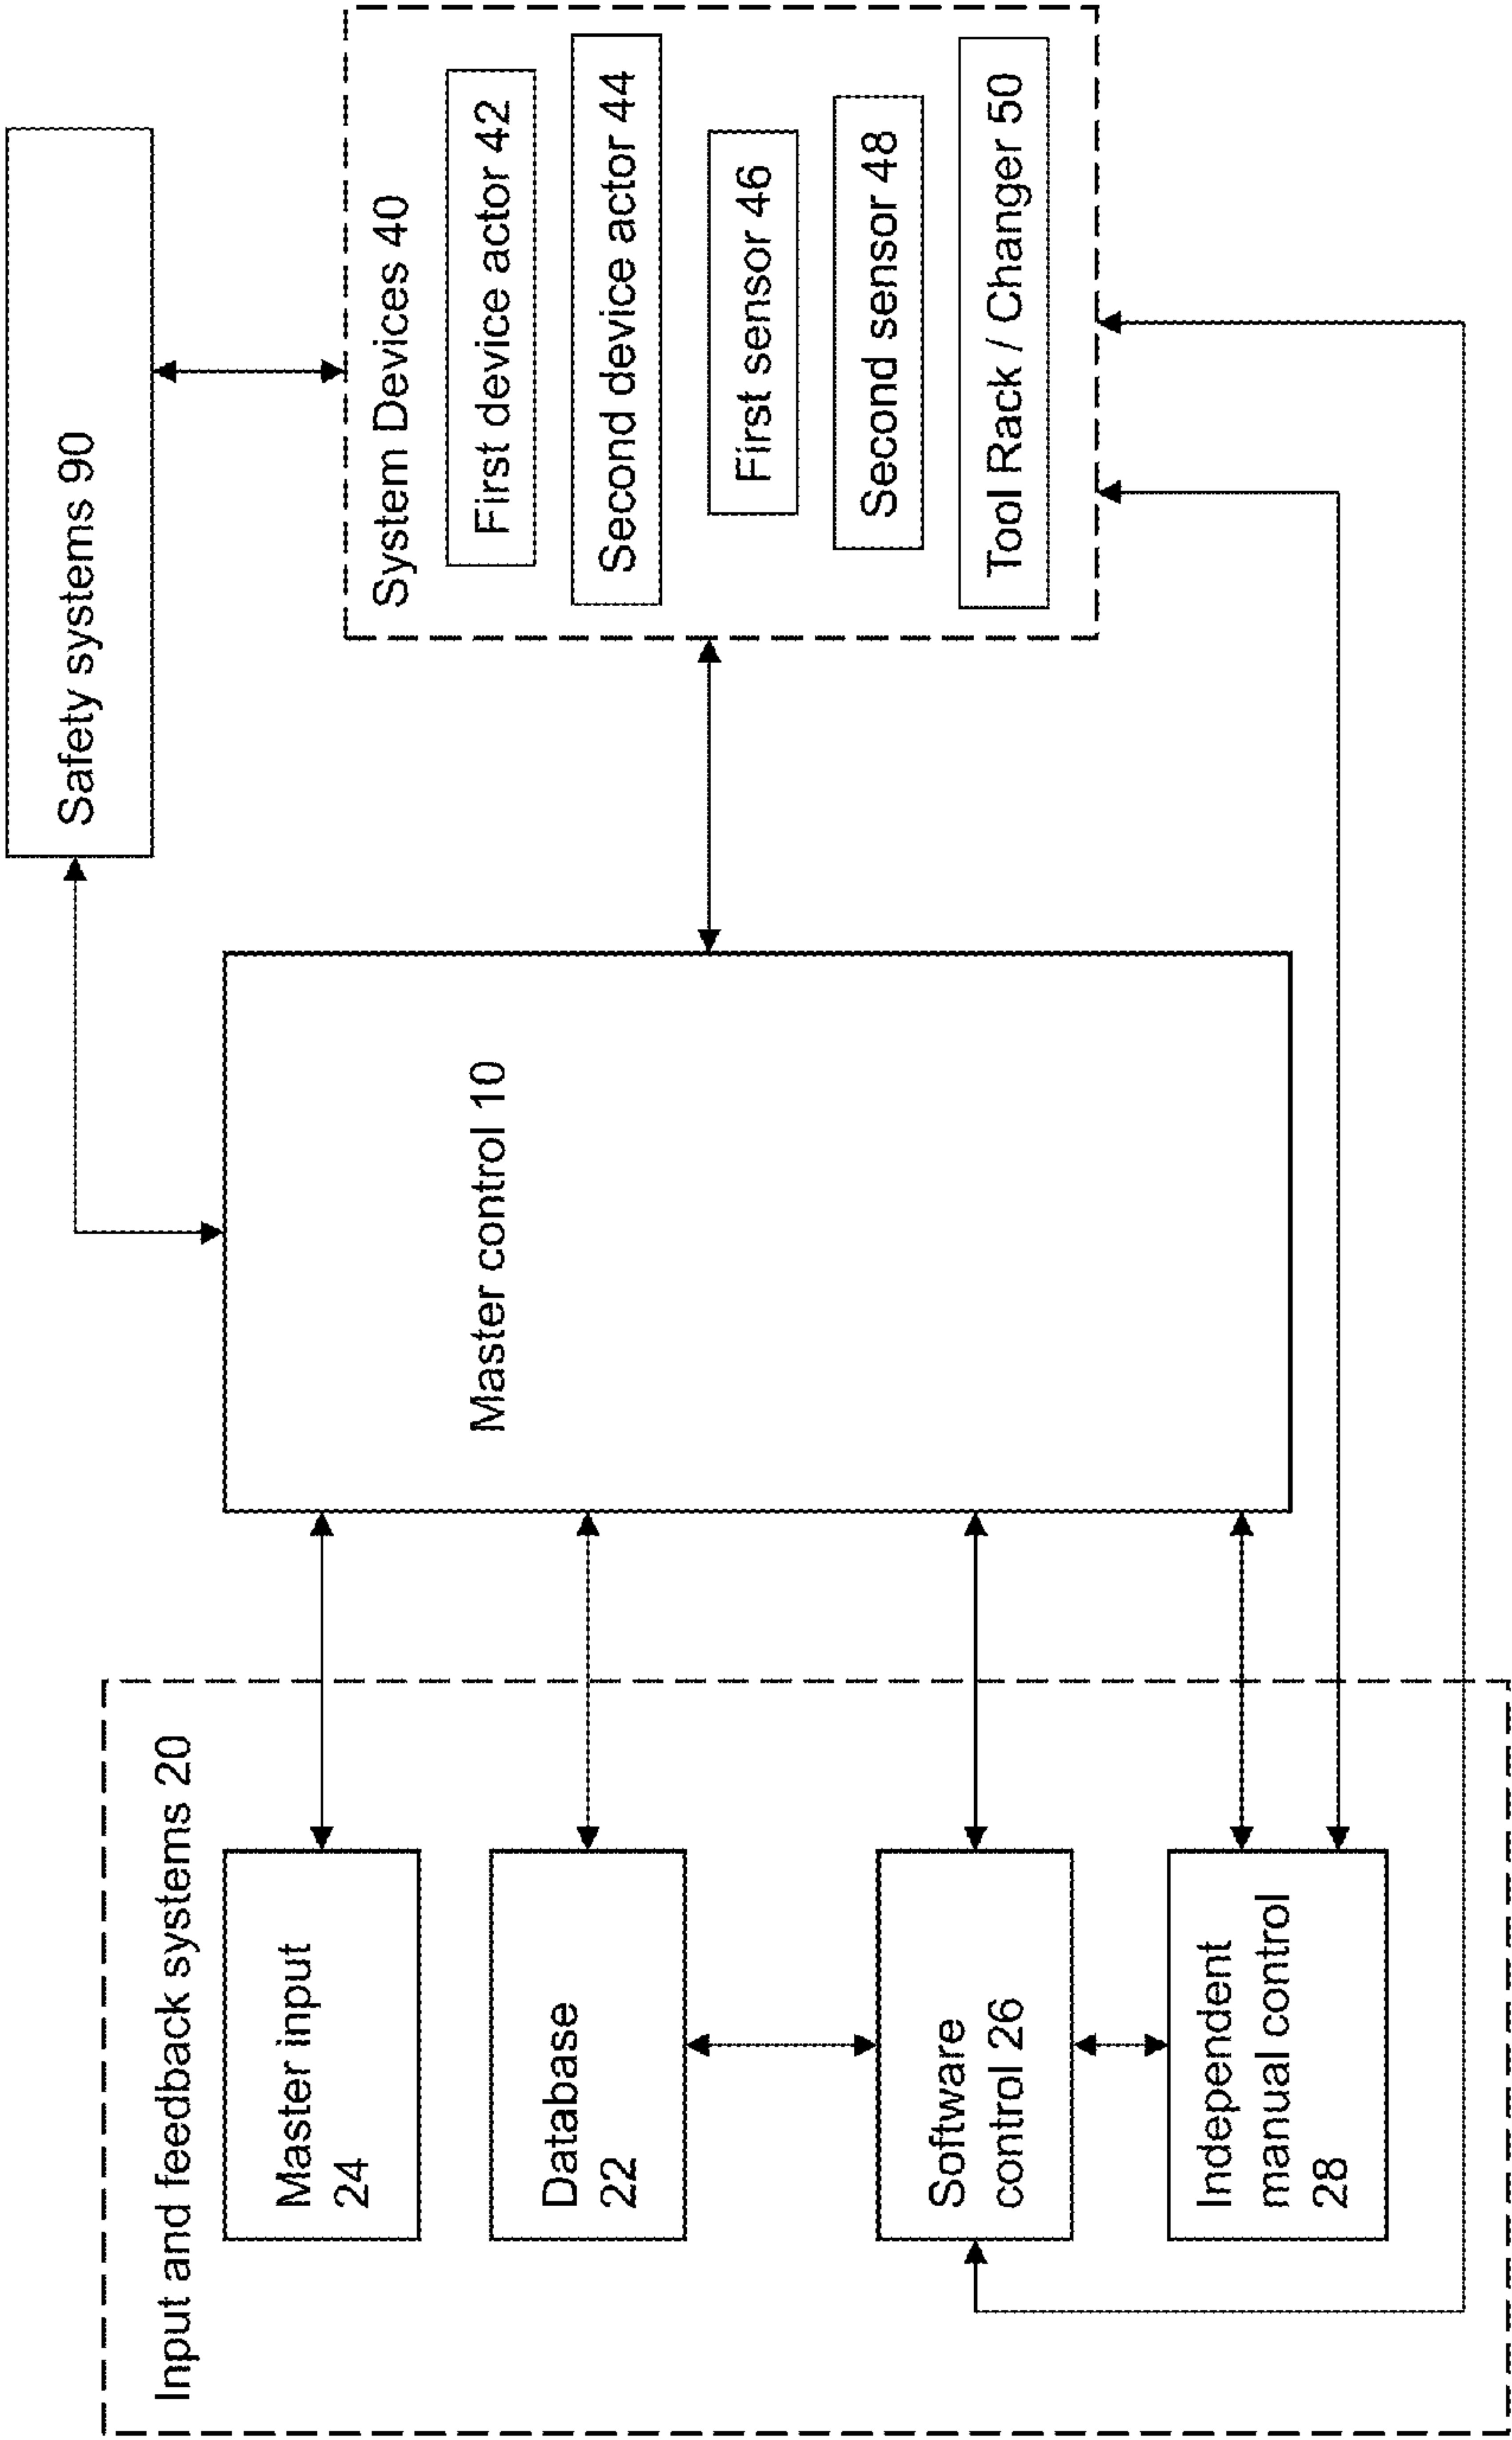 Input and feedback systems 20
Master input
24
Database
22
Software
control 26
Independent
manual control
28
Master control 10
Safety systems 90
System Devices 40
First device actor 42
Second device actor 44
First sensor 46
Second sensor 48
Tool Rack / Changer 50